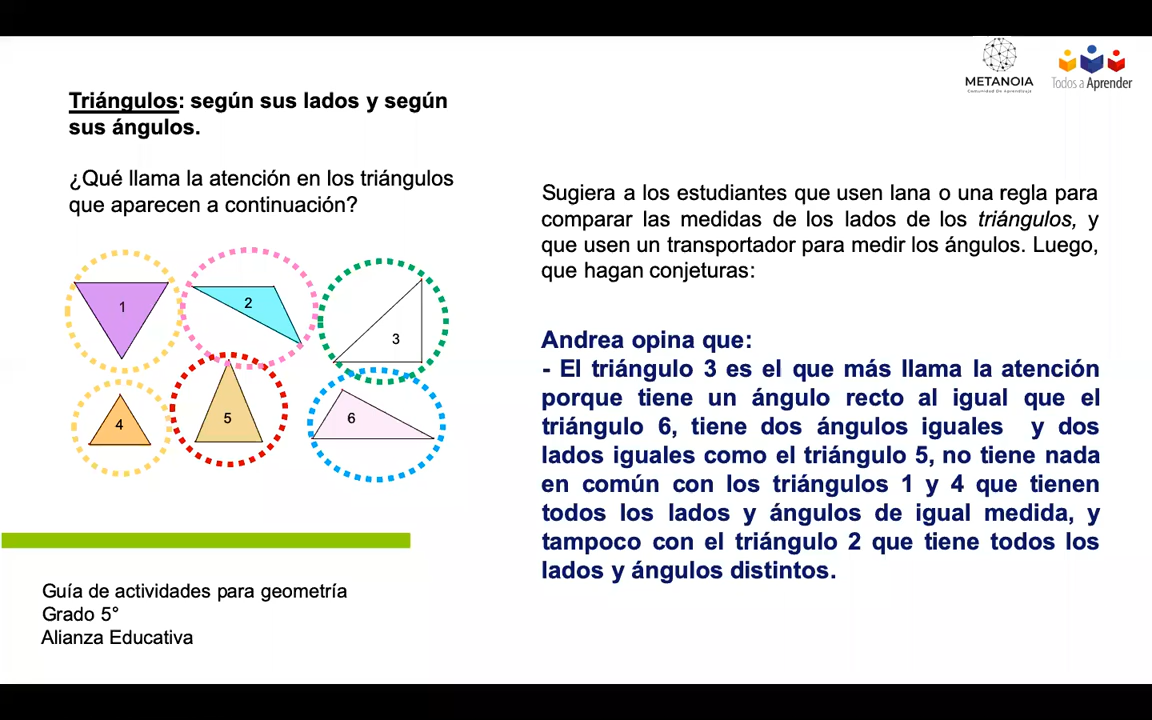 METANOIA
Comunidad De Aprendizaje
Todos a Aprender
Triángulos: según sus lados y según
sus ángulos.
¿Qué llama la atención en los triángulos
que aparecen a continuación?
1
2
3
4
5
6
Guía de actividades para geometría
Grado 5°
Alianza Educativa
Sugiera a los estudiantes que usen lana o una regla para
comparar las medidas de los lados de los triángulos, y
que usen un transportador para medir los ángulos. Luego,
que hagan conjeturas:
Andrea opina que:
- El triángulo 3 es el que más llama la atención
porque tiene un ángulo recto al igual que el
triángulo 6, tiene dos ángulos iguales y dos
lados iguales como el triángulo 5, no tiene nada
en común con los triángulos 1 y 4 que tienen
todos los lados y ángulos de igual medida, y
tampoco con el triángulo 2 que tiene todos los
lados y ángulos distintos.